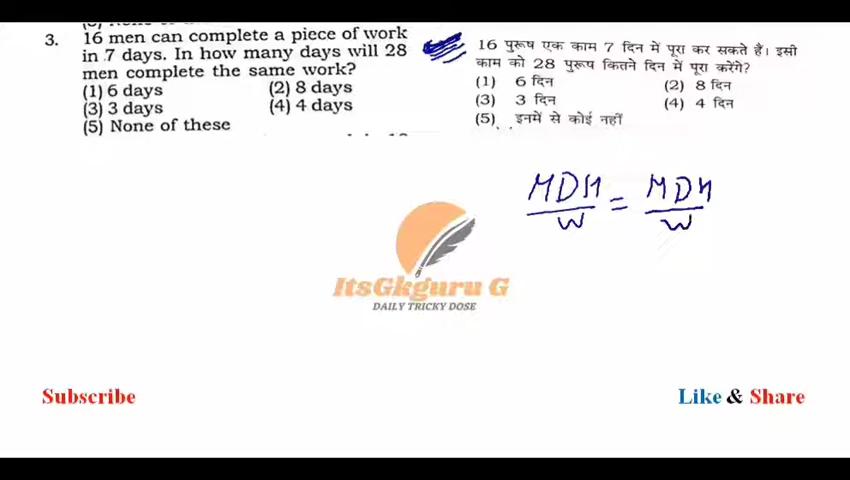 3. 16 men can complete a piece of work
in 7 days. In how many days will 28
men complete the same work?
(1) 6 days (2) 8 days
(3) 3 days (4) 4 days
(5) None of these
16 पुरूष एक काम 7 दिन में पूरा कर सकते हैं। इसी
काम को 28 पुरूष कितने दिन में पूरा करेंगे?
(1) 6 दिन (2) 8 दिन
(3) 3 दिन (4) 4 दिन
(5) इनमें से कोई नहीं
MDH = MDH
W W
ItsGkguru G
DAILY TRICKY DOSE
Subscribe Like & Share